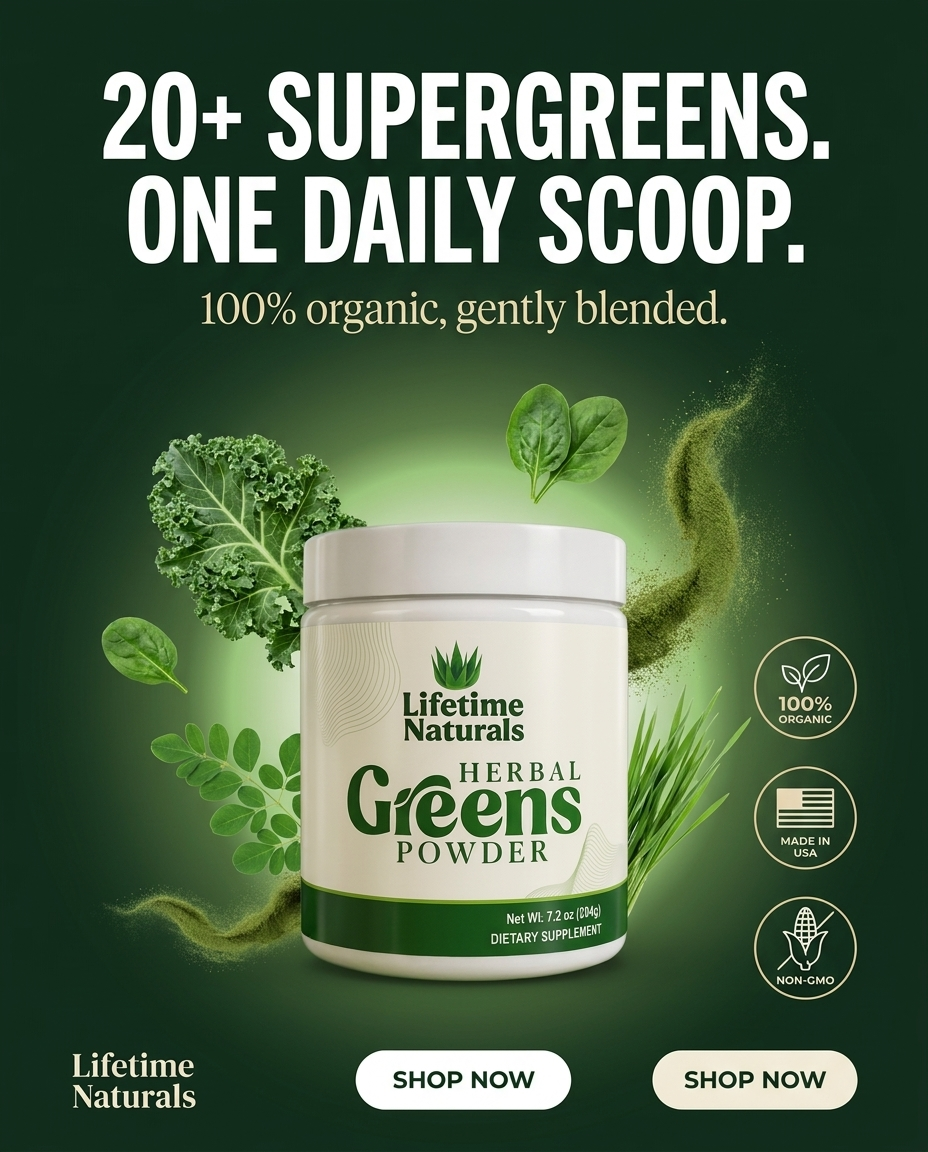 20+ SUPERGREENS.
ONE DAILY SCOOP.
100% organic, gently blended.
Lifetime
Naturals
HERBAL
Greens
POWDER
Net Wt: 7.2 oz
DIETARY SUPPLEMENT
100%
ORGANIC
MADE IN
USA
NON-GMO
Lifetime
Naturals
SHOP NOW
SHOP NOW